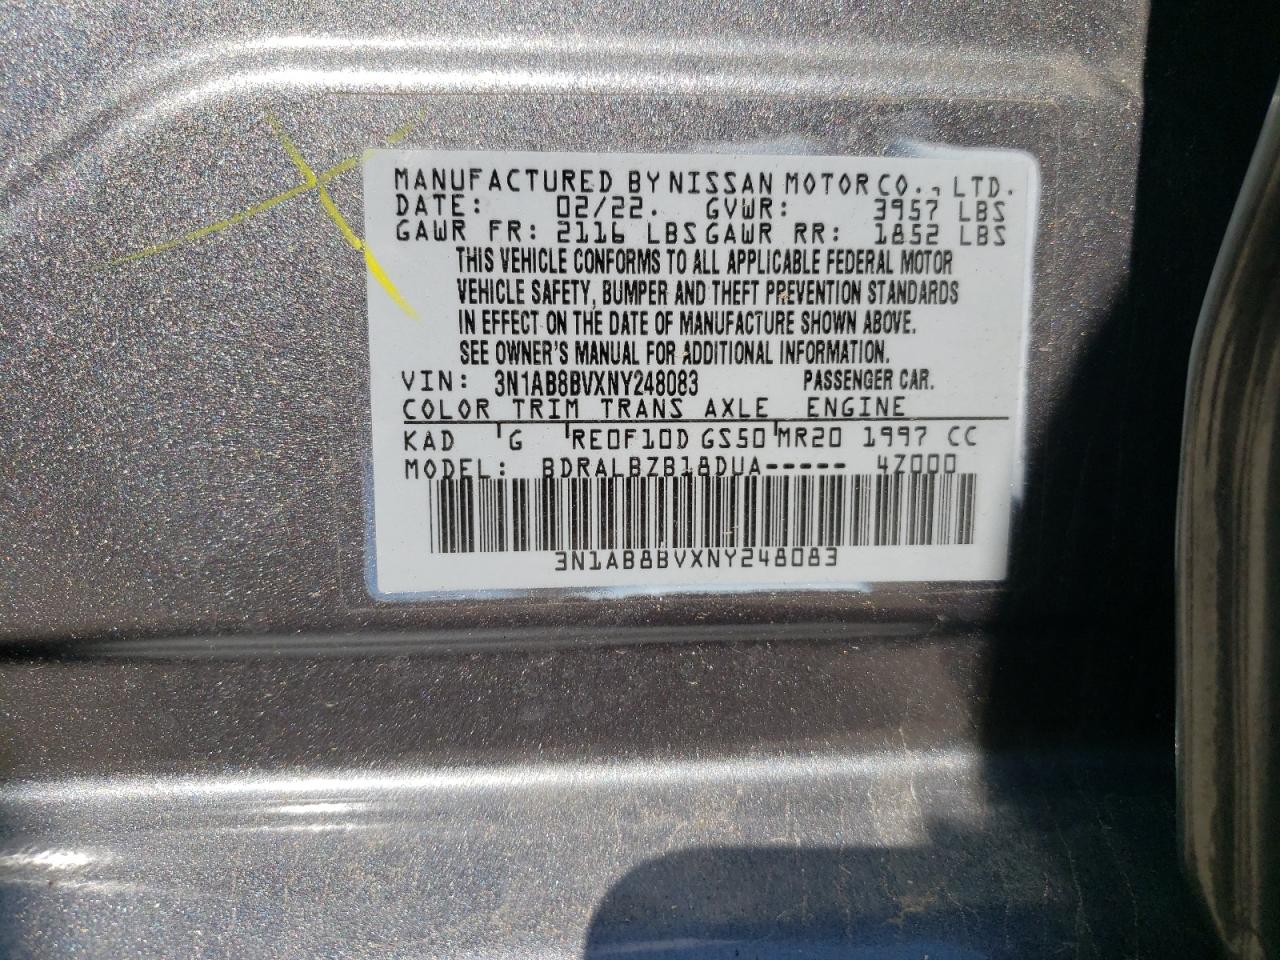 MANUFACTURED BY NISSAN MOTOR CO., LTD.
DATE: 02/22. GVWR: 3957 LBS
GAWR FR: 2116 LBS GAWR RR: 1852 LBS
THIS VEHICLE CONFORMS TO ALL APPLICABLE FEDERAL MOTOR
VEHICLE SAFETY, BUMPER AND THEFT PREVENTION STANDARDS
IN EFFECT ON THE DATE OF MANUFACTURE SHOWN ABOVE.
SEE OWNER'S MANUAL FOR ADDITIONAL INFORMATION.
VIN: 3N1AB8BVXNY248083 PASSENGER CAR.
COLOR TRIM TRANS AXLE ENGINE
KAD G RE0F10D GS50 MR20 1997 CC
MODEL: BDRALBZB18DUA----- 4Z000
3N1AB8BVXNY248083